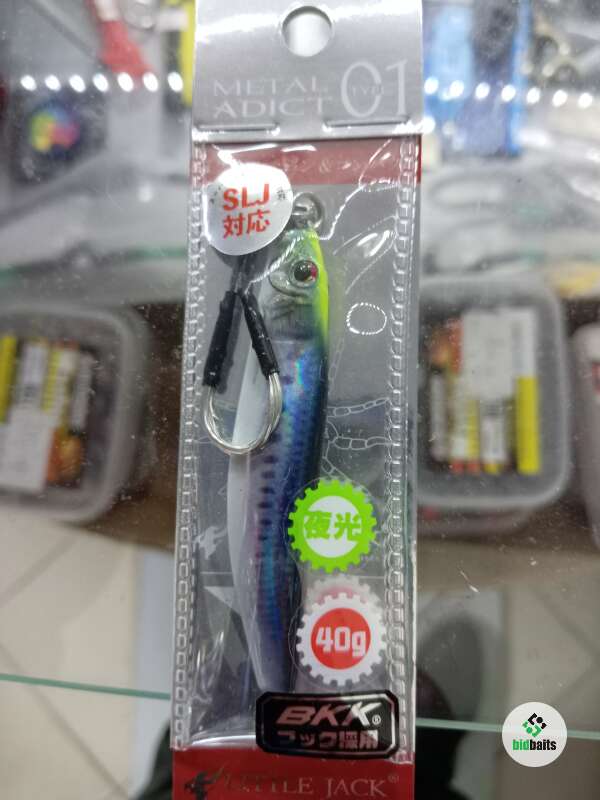 METAL
ADICT
TYPE
01
SLJ
対応
夜光
40g
BKK®
フック採用
LITTLE JACK®
bidbaits